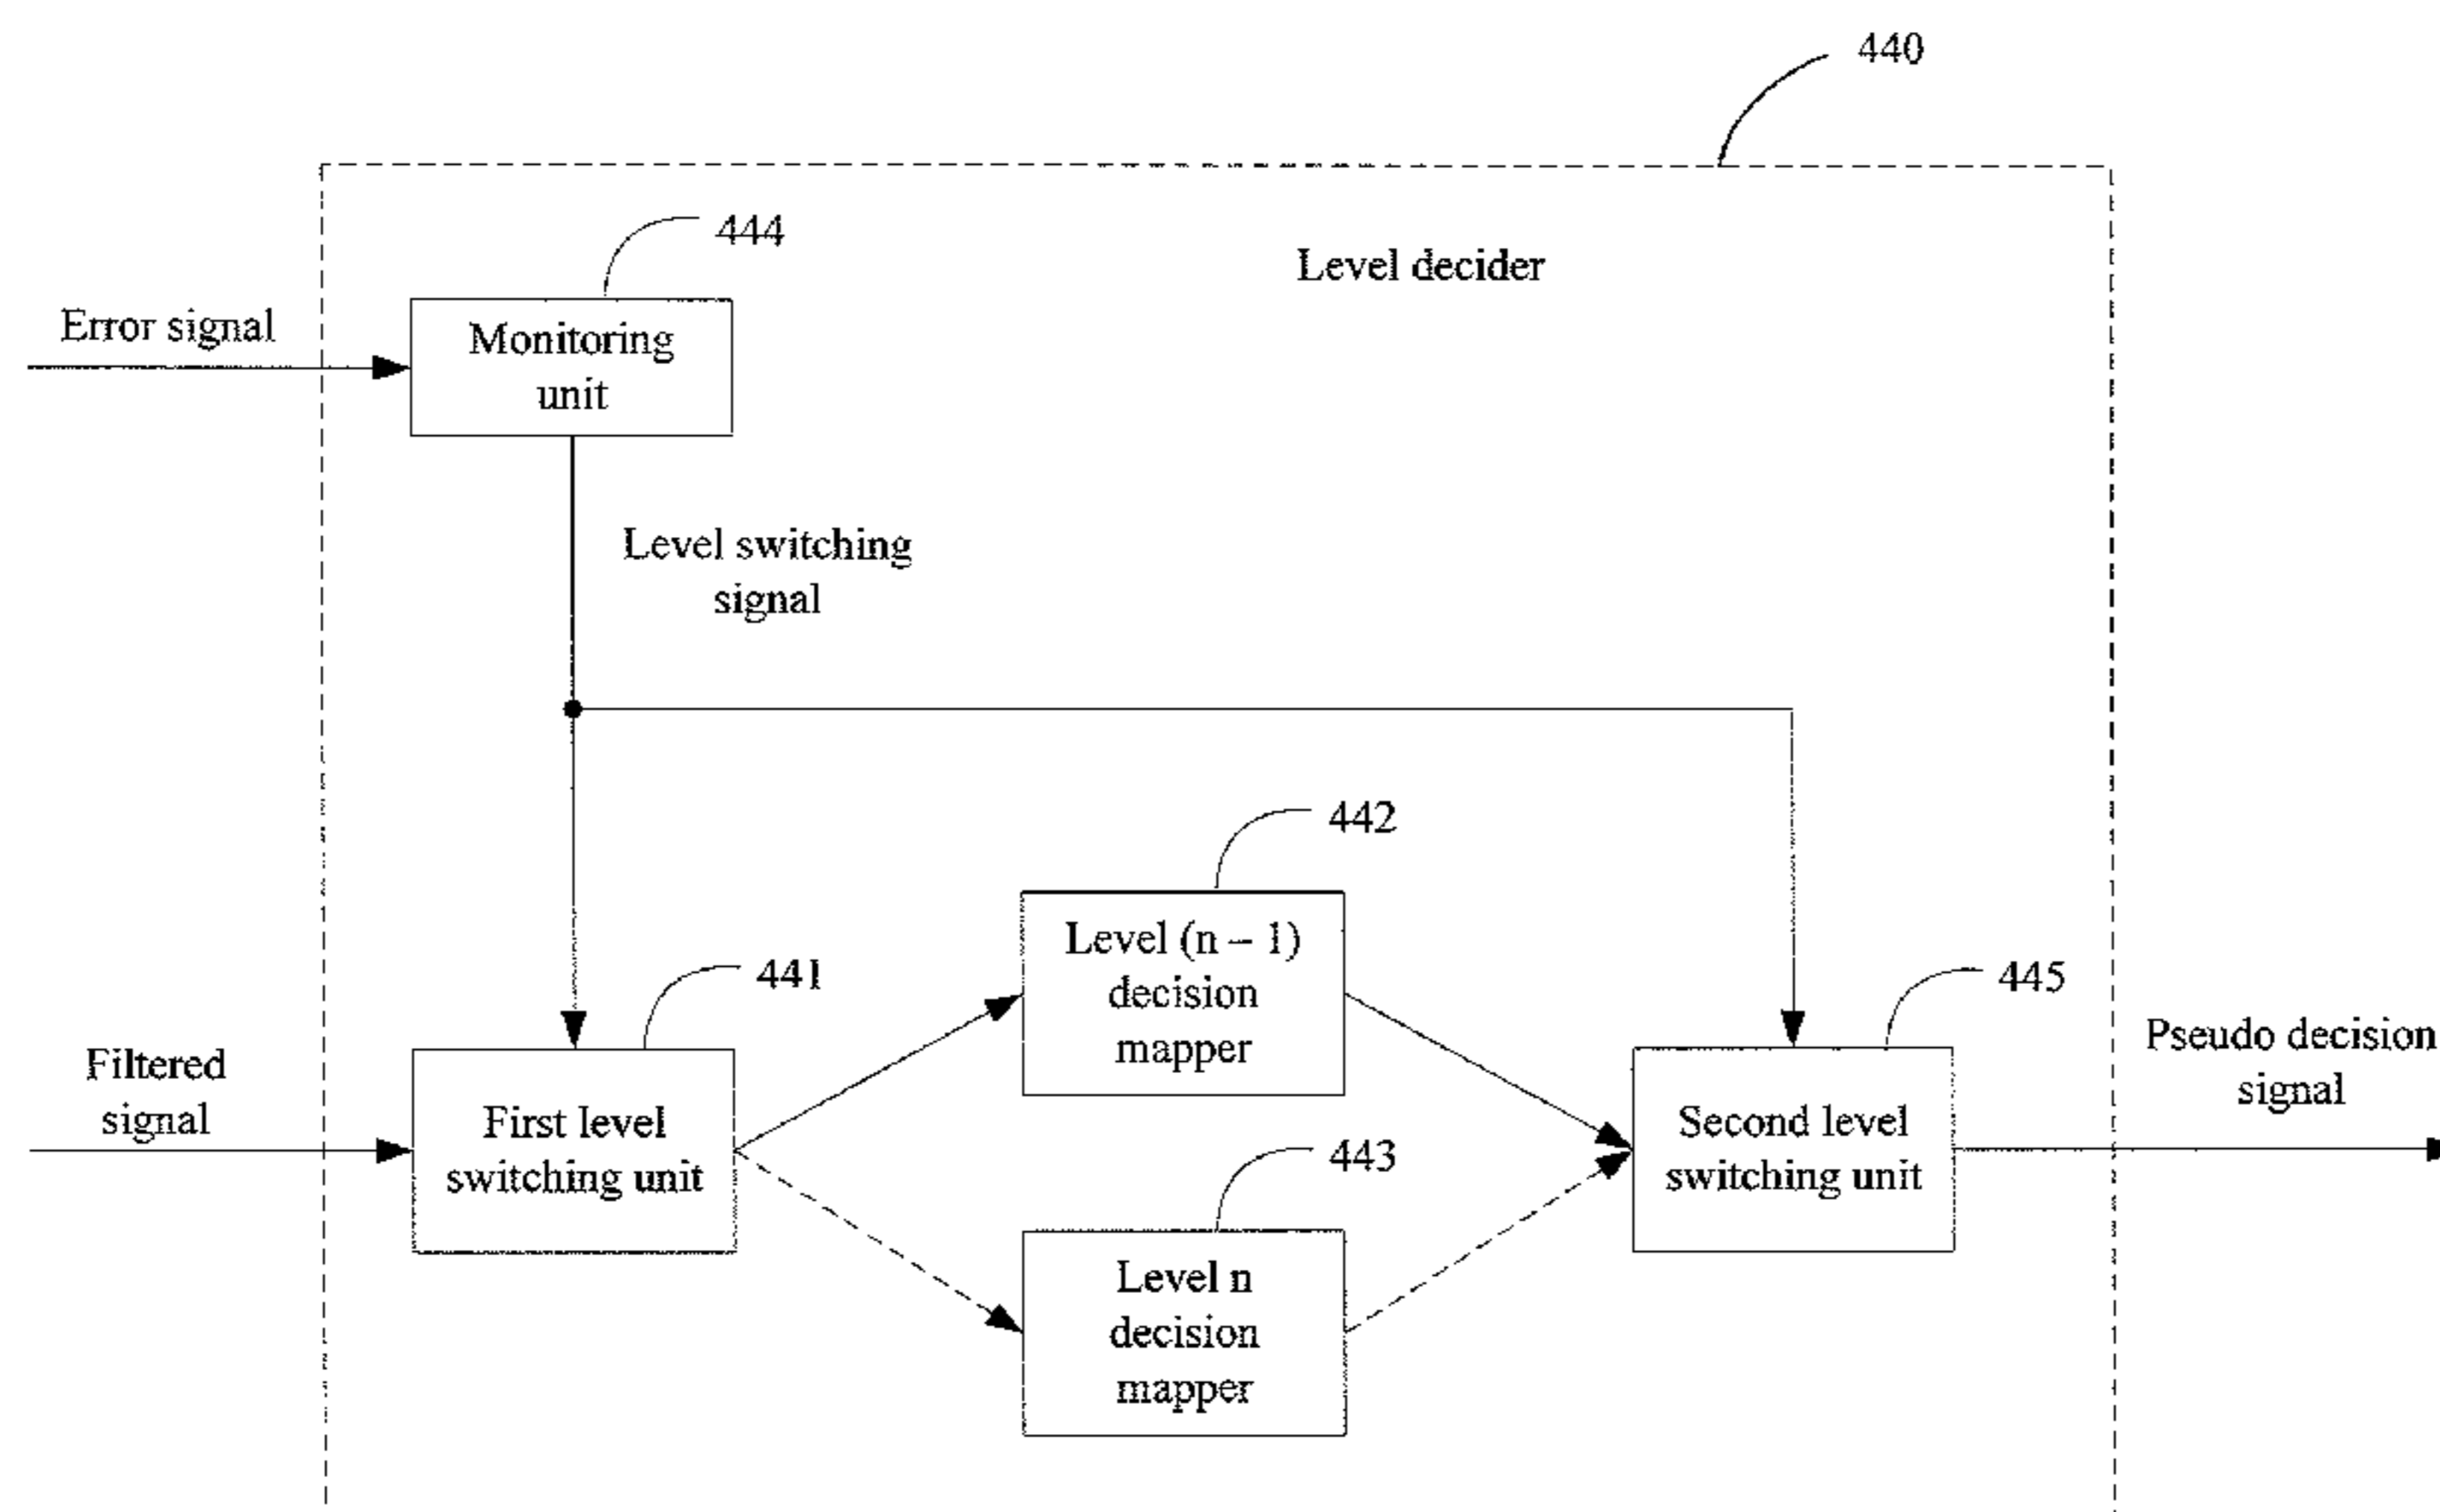 440
444
Level decider
Error signal
Monitoring
unit
Level switching
signal
442
Level (n – 1)
decision
mapper
441
445
Filtered
signal
First level
switching unit
Second level
switching unit
Pseudo decision
signal
443
Level n
decision
mapper